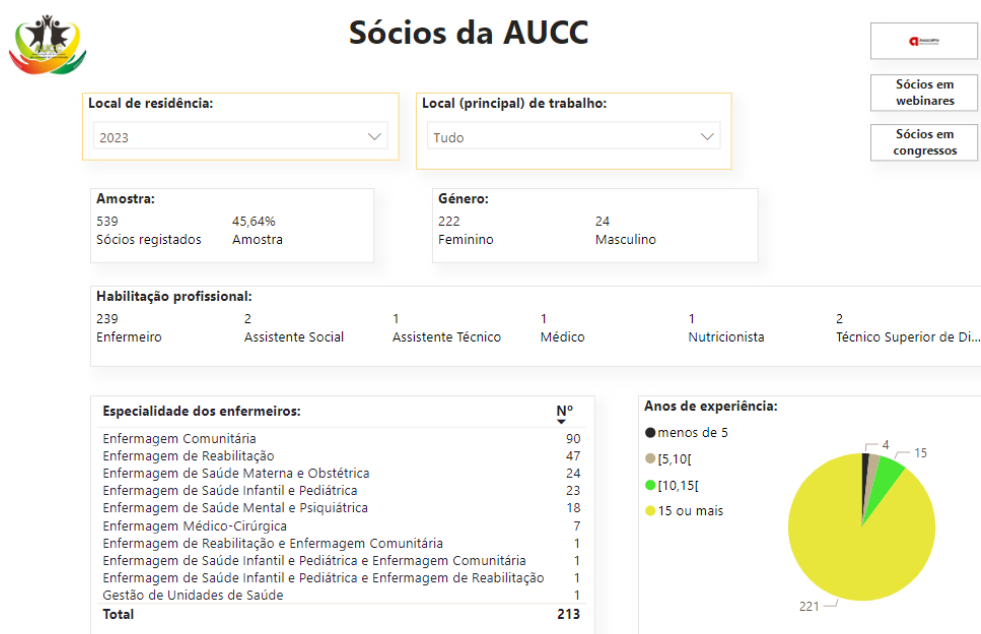 Sócios da AUCC
AUCC
Sócios em
webinares
Sócios em
congressos
Local de residência:
2023
Local (principal) de trabalho:
Tudo
Amostra:
539
Sócios registados
45,64%
Amostra
Género:
222
Feminino
24
Masculino
Habilitação profissional:
239
Enfermeiro
2
Assistente Social
1
Assistente Técnico
1
Médico
1
Nutricionista
2
Técnico Superior de Di...
Especialidade dos enfermeiros: Nº
Enfermagem Comunitária 90
Enfermagem de Reabilitação 47
Enfermagem de Saúde Materna e Obstétrica 24
Enfermagem de Saúde Infantil e Pediátrica 23
Enfermagem de Saúde Mental e Psiquiátrica 18
Enfermagem Médico-Cirúrgica 7
Enfermagem de Reabilitação e Enfermagem Comunitária 1
Enfermagem de Saúde Infantil e Pediátrica e Enfermagem Comunitária 1
Enfermagem de Saúde Infantil e Pediátrica e Enfermagem de Reabilitação 1
Gestão de Unidades de Saúde 1
Total 213
Anos de experiência:
menos de 5
[5,10[
[10,15[
15 ou mais
4
15
221